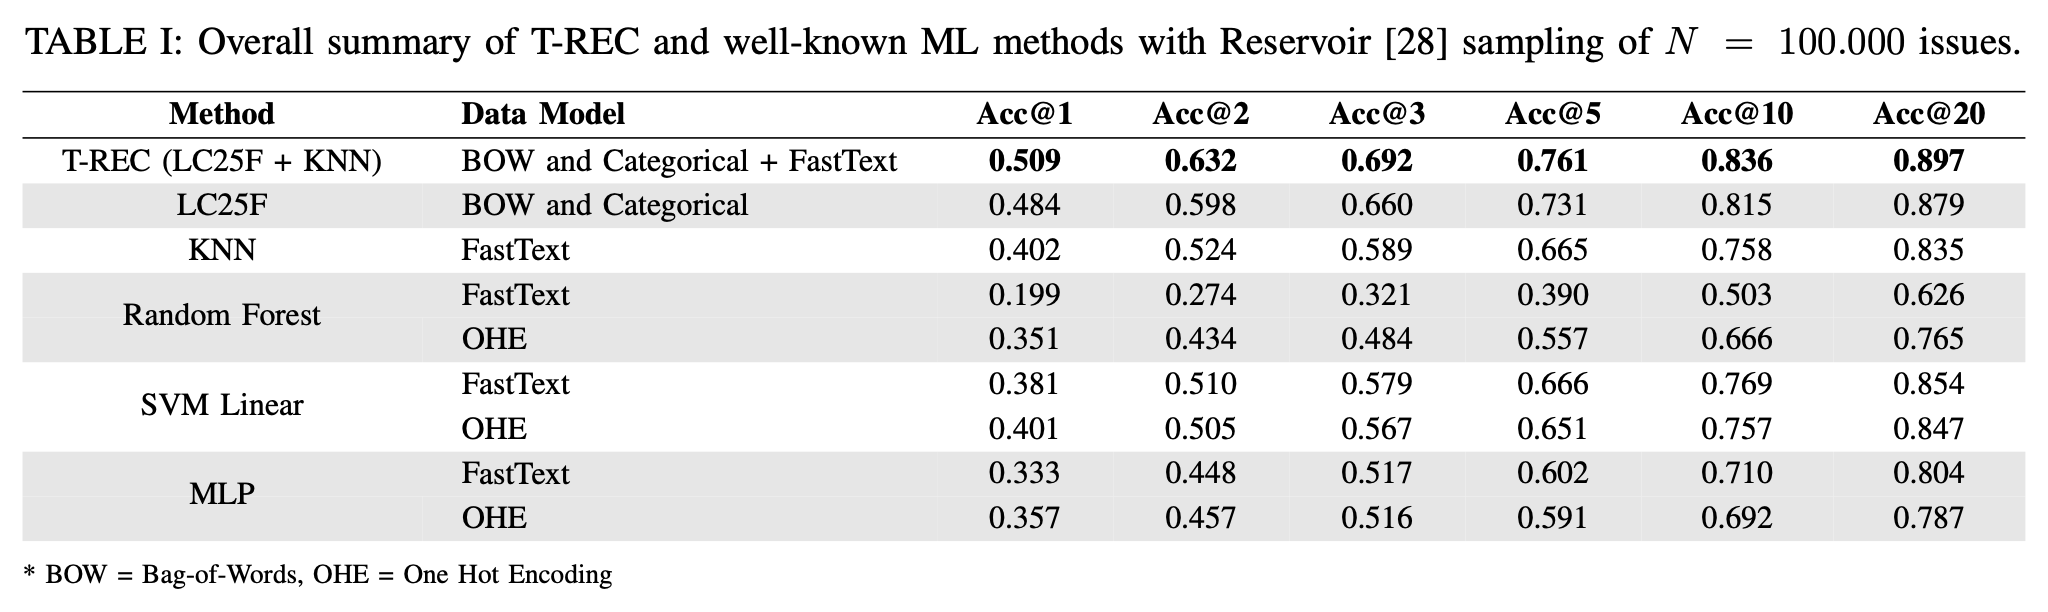 TABLE I: Overall summary of T-REC and well-known ML methods with Reservoir [28] sampling of N = 100.000 issues.
Method Data Model Acc@1 Acc@2 Acc@3 Acc@5 Acc@10 Acc@20
T-REC (LC25F + KNN) BOW and Categorical + FastText 0.509 0.632 0.692 0.761 0.836 0.897
LC25F BOW and Categorical 0.484 0.598 0.660 0.731 0.815 0.879
KNN FastText 0.402 0.524 0.589 0.665 0.758 0.835
Random Forest
FastText 0.199 0.274 0.321 0.390 0.503 0.626
OHE 0.351 0.434 0.484 0.557 0.666 0.765
SVM Linear
FastText 0.381 0.510 0.579 0.666 0.769 0.854
OHE 0.401 0.505 0.567 0.651 0.757 0.847
MLP
FastText 0.333 0.448 0.517 0.602 0.710 0.804
OHE 0.357 0.457 0.516 0.591 0.692 0.787
* BOW = Bag-of-Words, OHE = One Hot Encoding